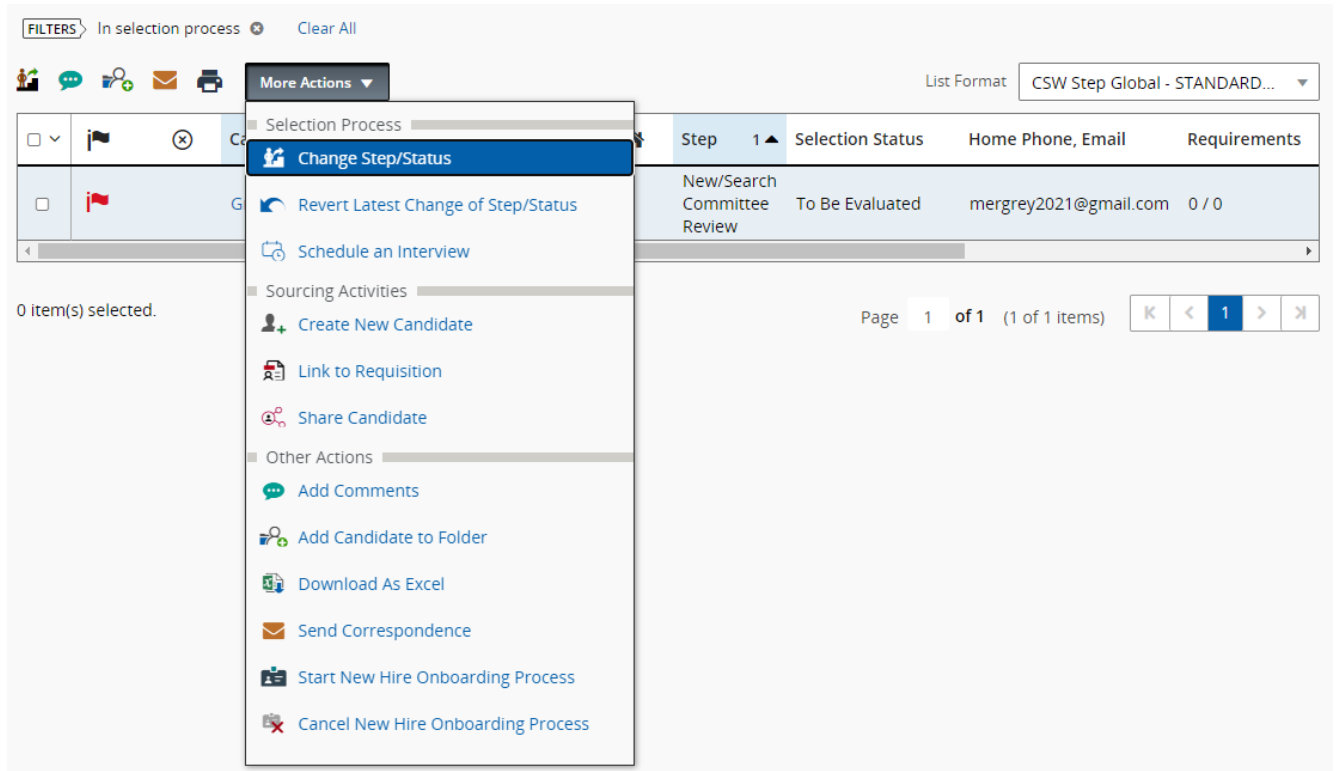 FILTERS In selection process Clear All
More Actions
List Format CSW Step Global - STANDARD...
Selection Process
Step 1 Selection Status Home Phone, Email Requirements
Change Step/Status
New/Search
Committee
Review
To Be Evaluated mergrey2021@gmail.com 0 / 0
Revert Latest Change of Step/Status
Schedule an Interview
Sourcing Activities
0 item(s) selected.
Page 1 of 1 (1 of 1 items) K < 1 > X
Create New Candidate
Link to Requisition
Share Candidate
Other Actions
Add Comments
Add Candidate to Folder
Download As Excel
Send Correspondence
Start New Hire Onboarding Process
Cancel New Hire Onboarding Process